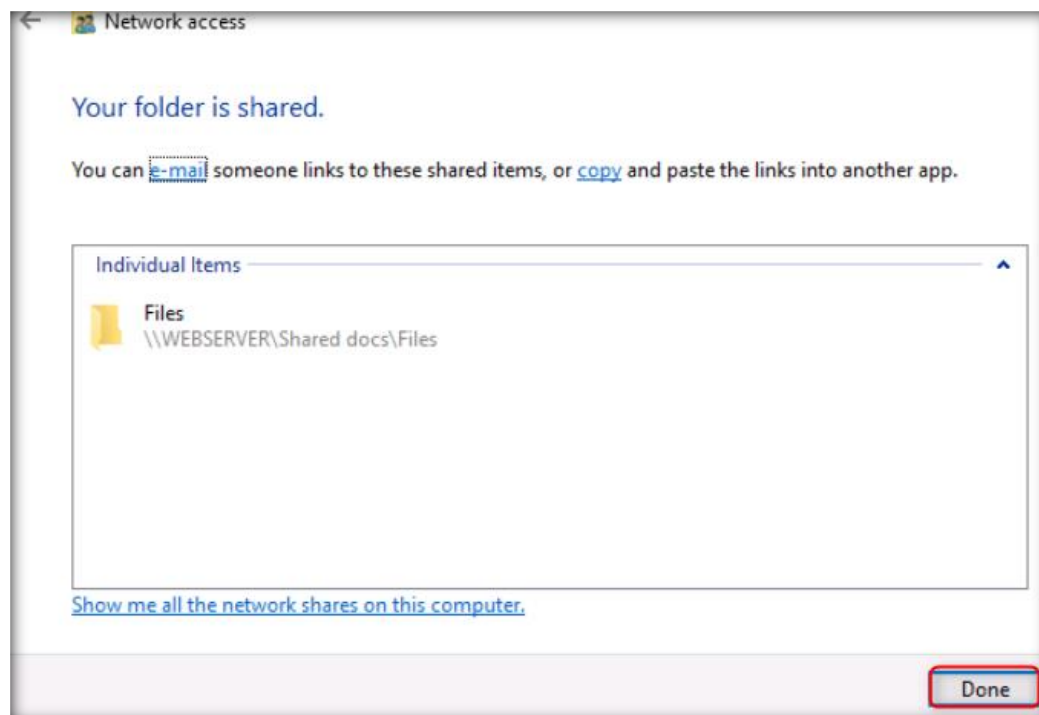 Network access
Your folder is shared.
You can e-mail someone links to these shared items, or copy and paste the links into another app.
Individual Items
Files
\\WEBSERVER\Shared docs\Files
Show me all the network shares on this computer.
Done